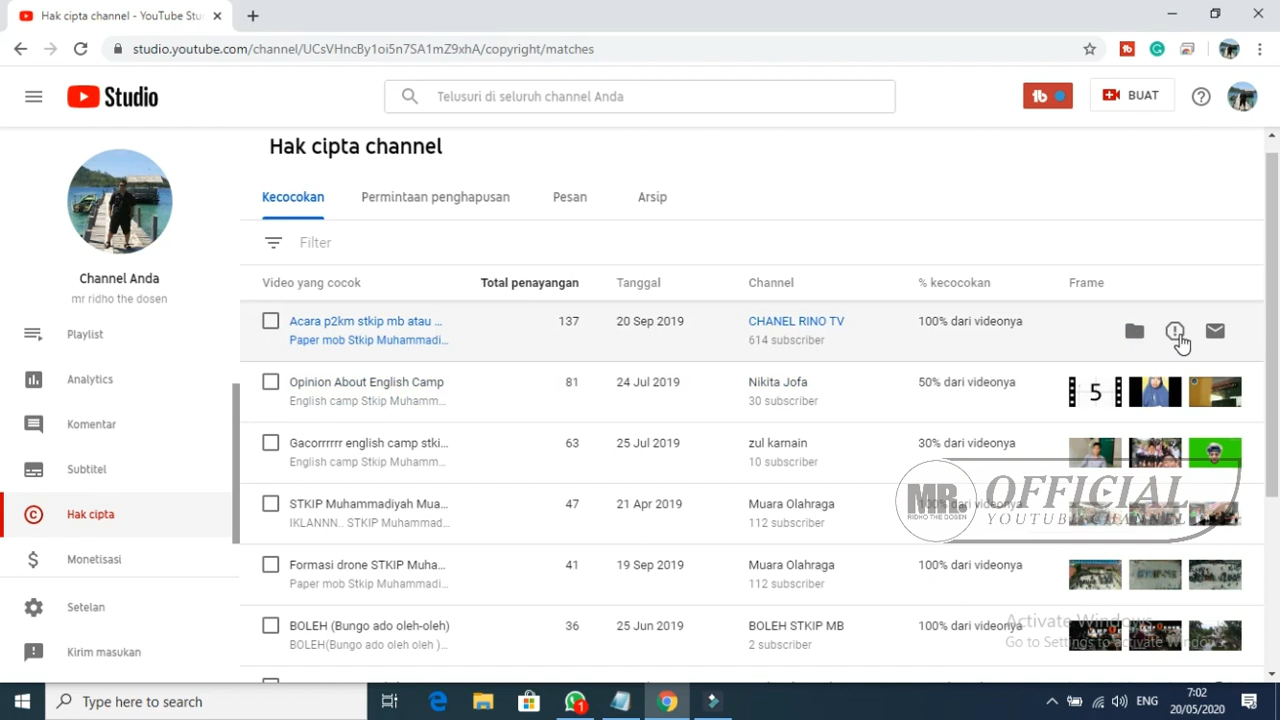 Hak cipta channel - YouTube Stu
studio.youtube.com/channel/UCsVHncBy1oi5n7SA1mZ9xhA/copyright/matches
Studio
Telusuri di seluruh channel Anda
BUAT
Channel Anda
mr ridho the dosen
Playlist
Analytics
Komentar
Subtitel
Hak cipta
Monetisasi
Setelan
Kirim masukan
Hak cipta channel
Kecocokan Permintaan penghapusan Pesan Arsip
Filter
Video yang cocok Total penayangan Tanggal Channel % kecocokan Frame
Acara p2km stkip mb atau ... 137 20 Sep 2019 CHANEL RINO TV 100% dari videonya
Paper mob Stkip Muhammadi... 614 subscriber
Opinion About English Camp 81 24 Jul 2019 Nikita Jofa 50% dari videonya
English camp Stkip Muhamm... 30 subscriber
5
Gacorrrrrr english camp stki... 63 25 Jul 2019 zul karnain 30% dari videonya
English camp Stkip Muhamm... 10 subscriber
STKIP Muhammadiyah Mua... 47 21 Apr 2019 Muara Olahraga 100% dari videonya
IKLANNN.. STKIP Muhammad... 112 subscriber
Formasi drone STKIP Muha... 41 19 Sep 2019 Muara Olahraga 100% dari videonya
Paper mob Stkip Muhammadi... 112 subscriber
BOLEH (Bungo ado oleh-oleh) 36 25 Jun 2019 BOLEH STKIP MB 100% dari videonya
BOLEH(Bungo ado oleh oleh )... 2 subscriber
MR. OFFICIAL
RIDHO THE DOSEN YOUTUBE CHANNEL
Activate Windows
Go to Settings to activate Windows.
Type here to search
1
ENG
7:02
20/05/2020